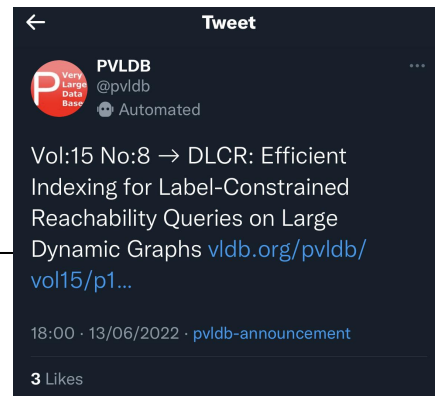 Tweet
Very
Large
Data
Base
PVLDB
@pvldb
Automated
Vol:15 No:8 → DLCR: Efficient
Indexing for Label-Constrained
Reachability Queries on Large
Dynamic Graphs vldb.org/pvldb/
vol15/p1...
18:00 · 13/06/2022 · pvldb-announcement
3 Likes